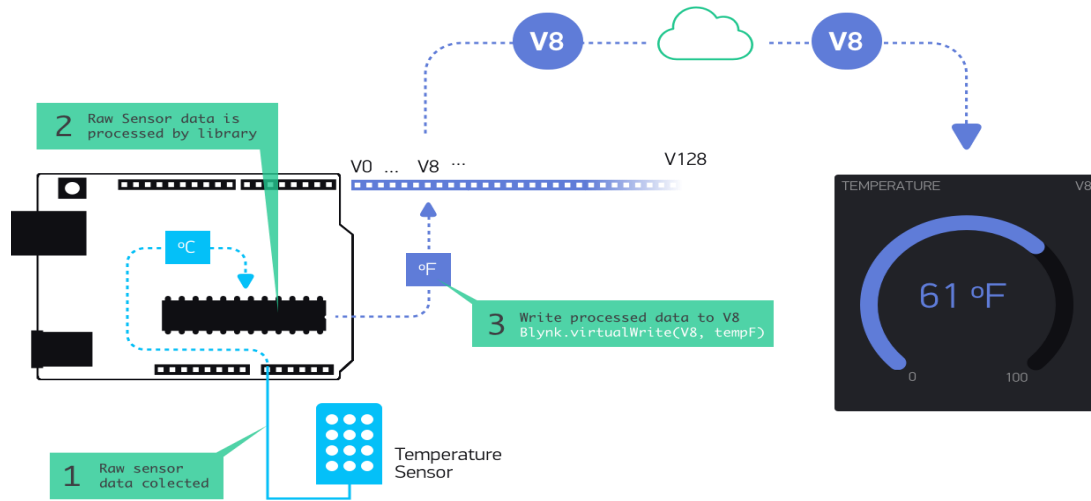 V8
V8
2 Raw Sensor data is
processed by library
V0 ... V8 ...
V128
TEMPERATURE V8
ºC
ºF
61 ºF
3 Write processed data to V8
Blynk.virtualWrite(V8, tempF)
0 100
Temperature
Sensor
1 Raw sensor
data colected